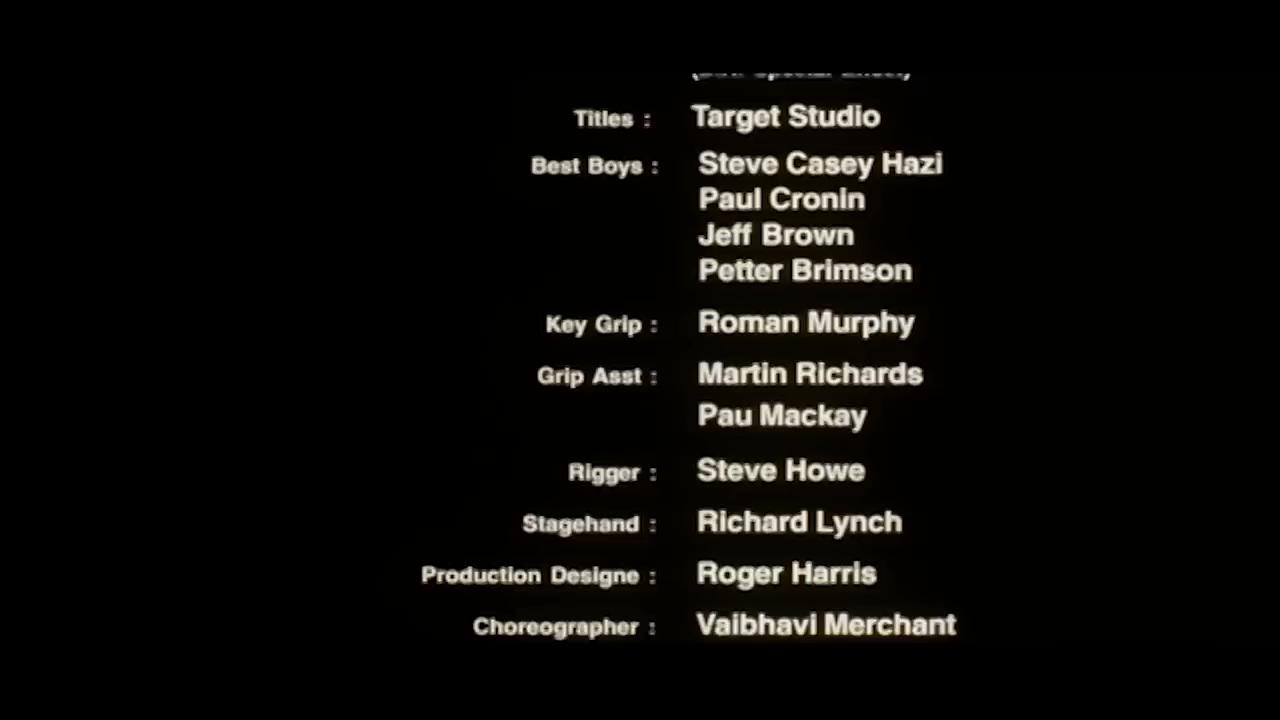 Titles : Target Studio
Best Boys : Steve Casey Hazi
Paul Cronin
Jeff Brown
Petter Brimson
Key Grip : Roman Murphy
Grip Asst : Martin Richards
Pau Mackay
Rigger : Steve Howe
Stagehand : Richard Lynch
Production Designe : Roger Harris
Choreographer : Vaibhavi Merchant